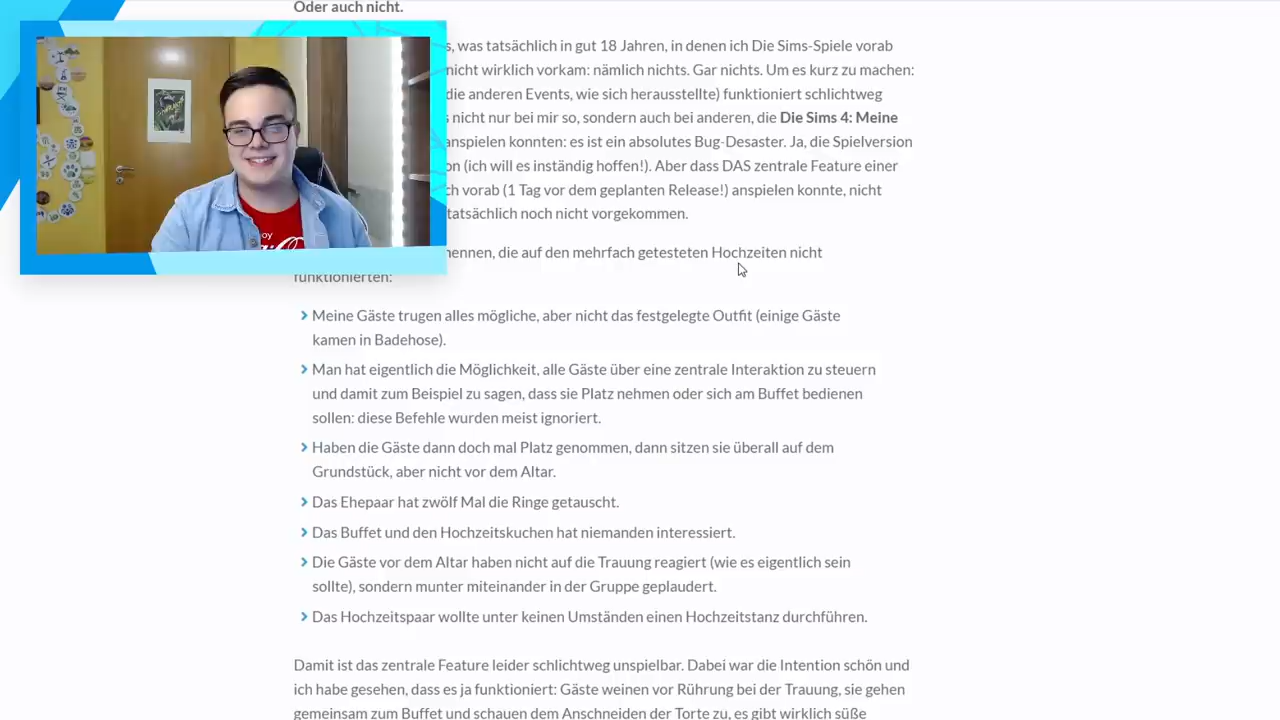 Oder auch nicht.
s, was tatsächlich in gut 18 Jahren, in denen ich Die Sims-Spiele vorab
nicht wirklich vorkam: nämlich nichts. Gar nichts. Um es kurz zu machen:
die anderen Events, wie sich herausstellte) funktioniert schlichtweg
s nicht nur bei mir so, sondern auch bei anderen, die Die Sims 4: Meine
anspielen konnten: es ist ein absolutes Bug-Desaster. Ja, die Spielversion
on (ich will es inständig hoffen!). Aber dass DAS zentrale Feature einer
ch vorab (1 Tag vor dem geplanten Release!) anspielen konnte, nicht
tatsächlich noch nicht vorgekommen.
nennen, die auf den mehrfach getesteten Hochzeiten nicht
funktionierten:
Meine Gäste trugen alles mögliche, aber nicht das festgelegte Outfit (einige Gäste
kamen in Badehose).
Man hat eigentlich die Möglichkeit, alle Gäste über eine zentrale Interaktion zu steuern
und damit zum Beispiel zu sagen, dass sie Platz nehmen oder sich am Buffet bedienen
sollen: diese Befehle wurden meist ignoriert.
Haben die Gäste dann doch mal Platz genommen, dann sitzen sie überall auf dem
Grundstück, aber nicht vor dem Altar.
Das Ehepaar hat zwölf Mal die Ringe getauscht.
Das Buffet und den Hochzeitskuchen hat niemanden interessiert.
Die Gäste vor dem Altar haben nicht auf die Trauung reagiert (wie es eigentlich sein
sollte), sondern munter miteinander in der Gruppe geplaudert.
Das Hochzeitspaar wollte unter keinen Umständen einen Hochzeitstanz durchführen.
Damit ist das zentrale Feature leider schlichtweg unspielbar. Dabei war die Intention schön und
ich habe gesehen, dass es ja funktioniert: Gäste weinen vor Rührung bei der Trauung, sie gehen
gemeinsam zum Buffet und schauen dem Anschneiden der Torte zu, es gibt wirklich süße